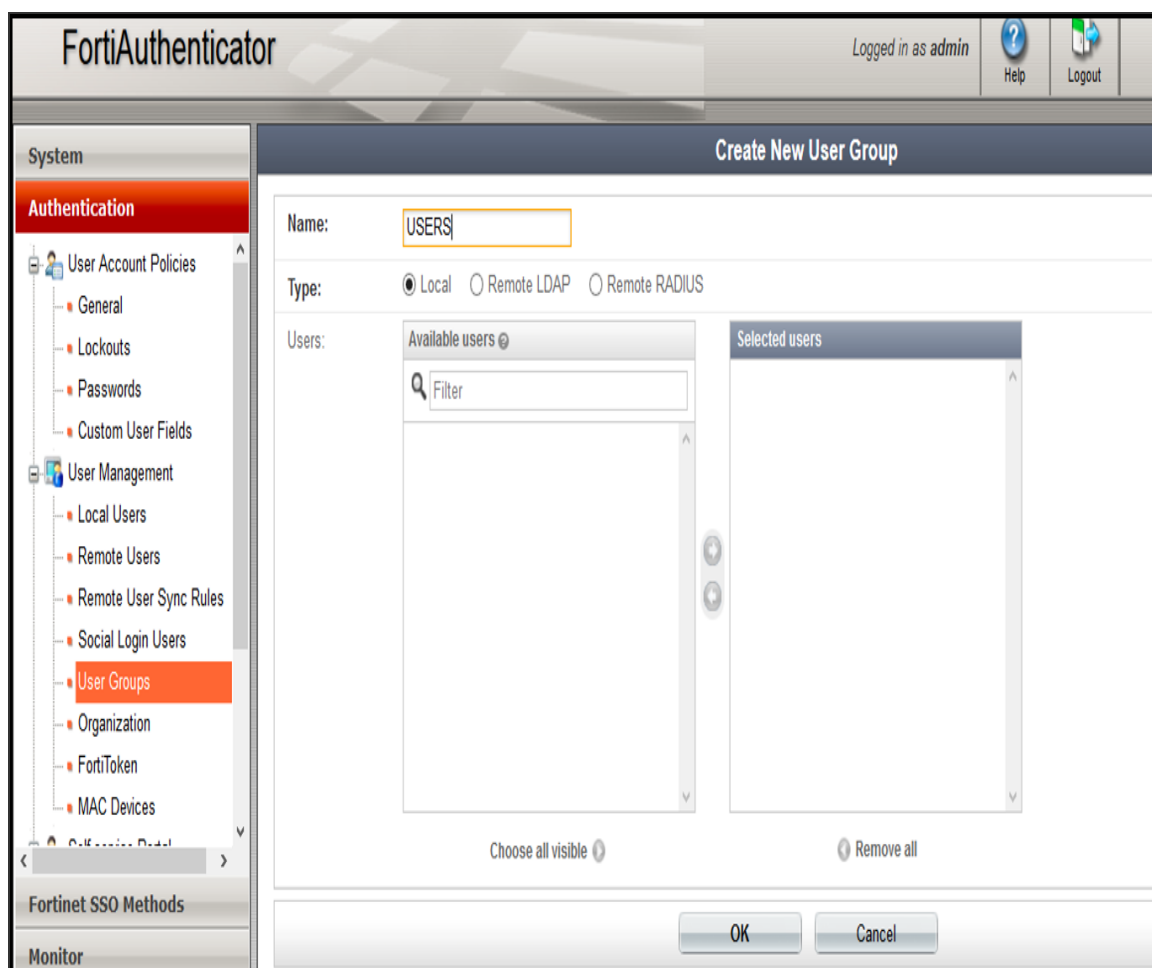 FortiAuthenticator
Logged in as admin
Help
Logout
System
Authentication
User Account Policies
General
Lockouts
Passwords
Custom User Fields
User Management
Local Users
Remote Users
Remote User Sync Rules
Social Login Users
User Groups
Organization
FortiToken
MAC Devices
Self-service Portal
Fortinet SSO Methods
Monitor
Create New User Group
Name: USERS
Type: Local Remote LDAP Remote RADIUS
Users: Available users Selected users
Filter
Choose all visible Remove all
OK Cancel